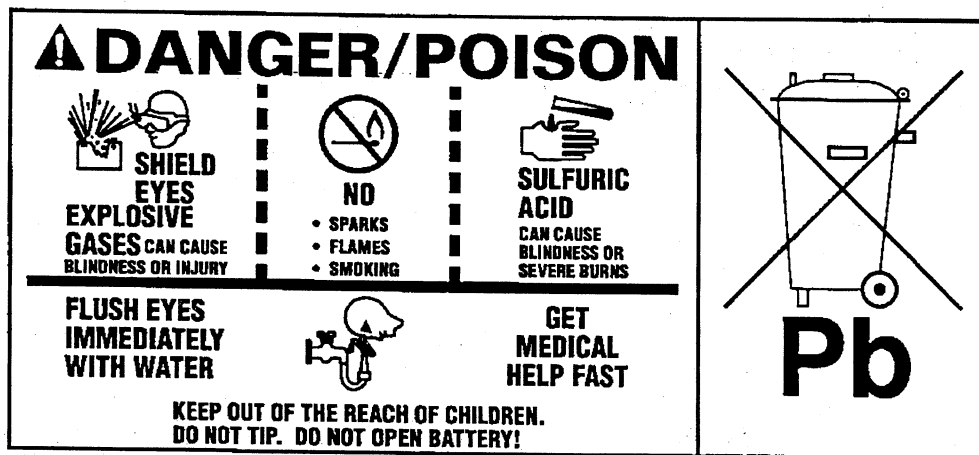 DANGER/POISON
SHIELD
EYES
EXPLOSIVE
GASES CAN CAUSE
BLINDNESS OR INJURY
NO
• SPARKS
• FLAMES
• SMOKING
SULFURIC
ACID
CAN CAUSE
BLINDNESS OR
SEVERE BURNS
FLUSH EYES
IMMEDIATELY
WITH WATER
GET
MEDICAL
HELP FAST
KEEP OUT OF THE REACH OF CHILDREN.
DO NOT TIP. DO NOT OPEN BATTERY!
Pb